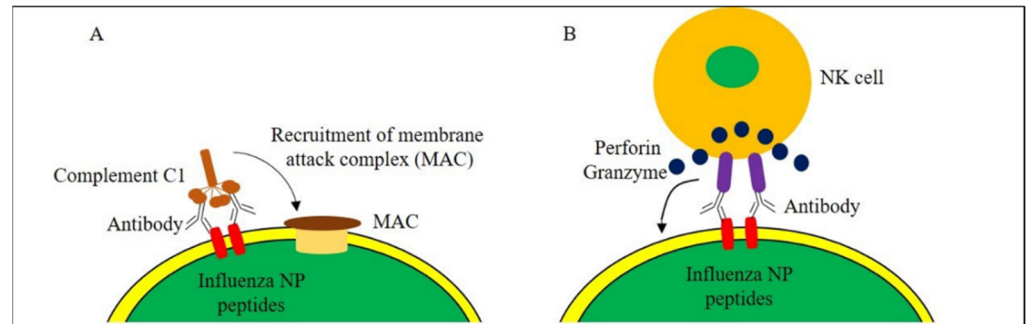 A
Recruitment of membrane
attack complex (MAC)
Complement C1
Antibody
MAC
Influenza NP
peptides
B
NK cell
Perforin
Granzyme
Antibody
Influenza NP
peptides